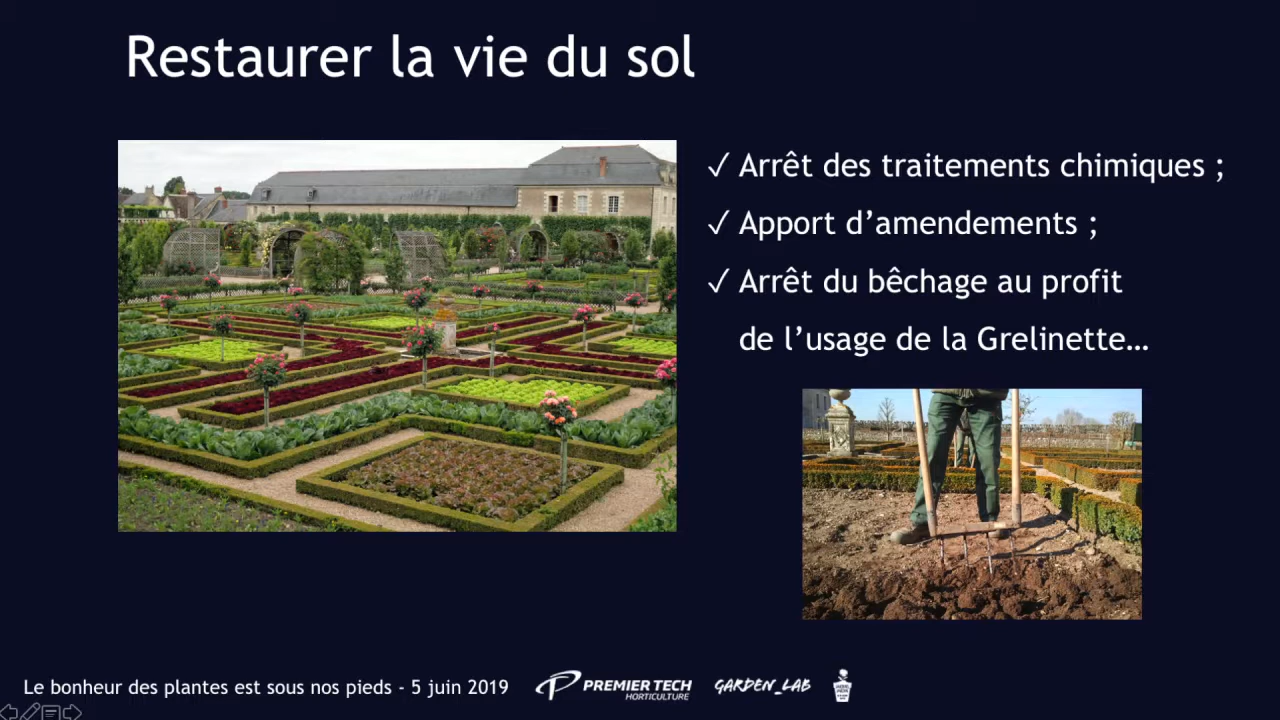 Restaurer la vie du sol
✓ Arrêt des traitements chimiques ;
✓ Apport d’amendements ;
✓ Arrêt du bêchage au profit
de l’usage de la Grelinette…
Le bonheur des plantes est sous nos pieds - 5 juin 2019
PREMIER TECH
HORTICULTURE
GARDEN_LAB